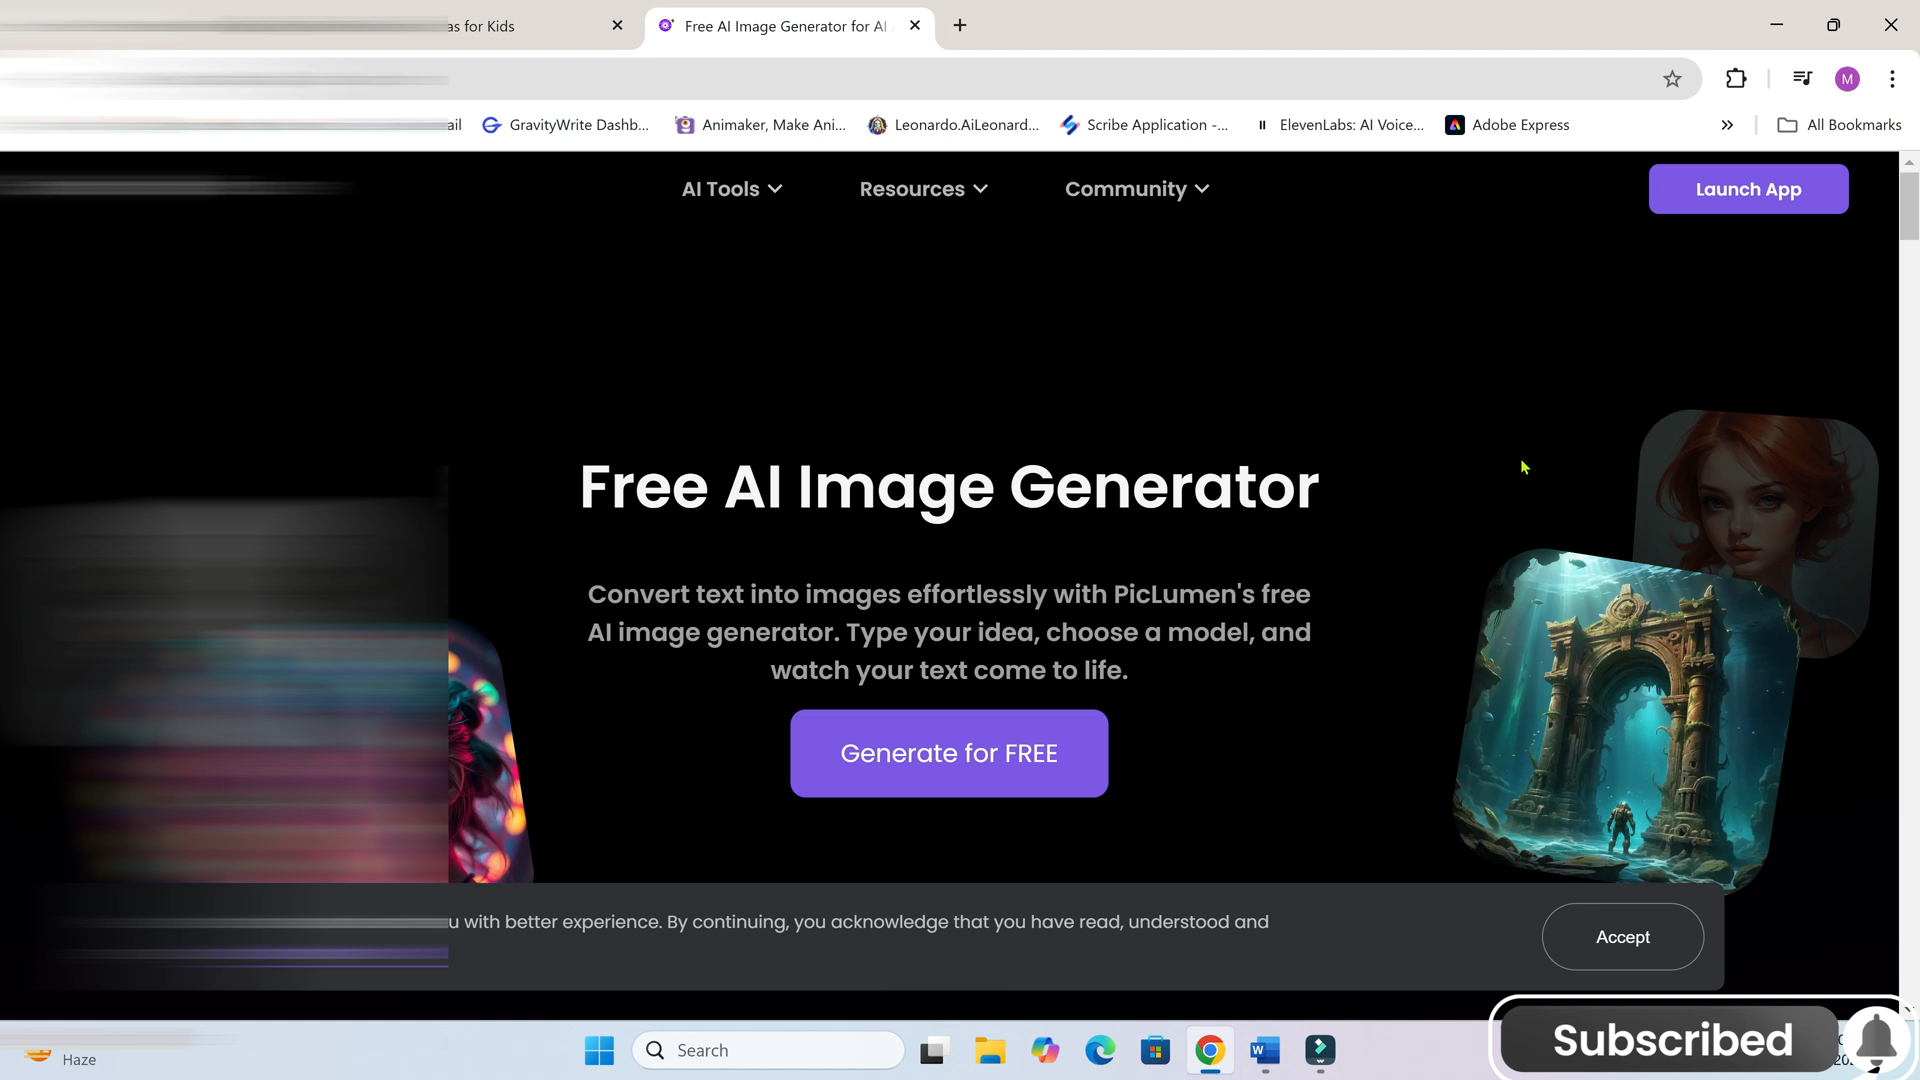 as for Kids
Free AI Image Generator for AI
M
ail
GravityWrite Dashb...
Animaker, Make Ani...
Leonardo.AiLeonard...
Scribe Application -...
ElevenLabs: AI Voice...
Adobe Express
All Bookmarks
AI Tools
Resources
Community
Launch App
Free AI Image Generator
Convert text into images effortlessly with PicLumen's free
AI image generator. Type your idea, choose a model, and
watch your text come to life.
Generate for FREE
u with better experience. By continuing, you acknowledge that you have read, understood and
Accept
Subscribed
Haze
Search